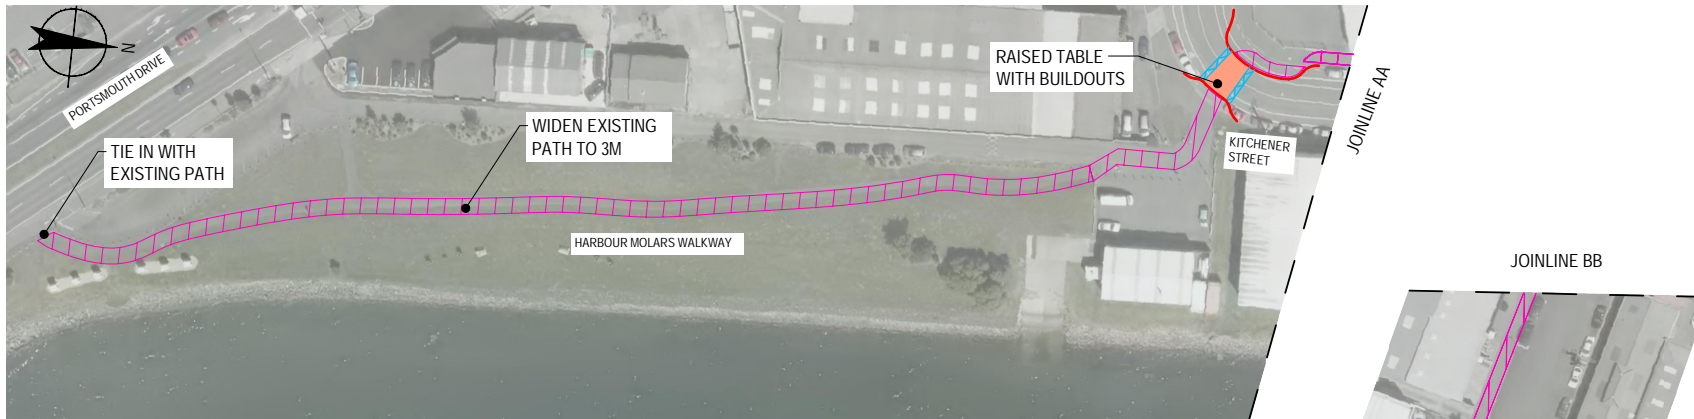 N
PORTSMOUTH DRIVE
TIE IN WITH
EXISTING PATH
WIDEN EXISTING
PATH TO 3M
HARBOUR MOLARS WALKWAY
RAISED TABLE
WITH BUILDOUTS
KITCHENER
STREET
JOINLINE AA
JOINLINE BB